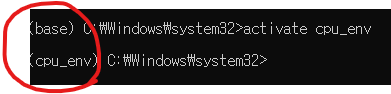 (base) C:₩Windows₩system32>activate cpu_env
(cpu_env) C:₩Windows₩system32>